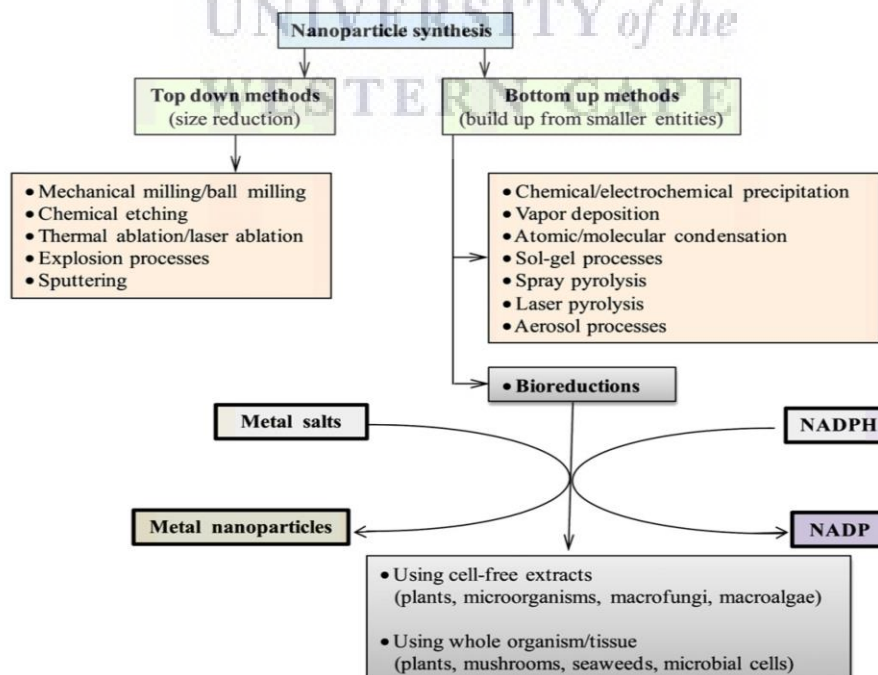 UNIVERSITY of the
Nanoparticle synthesis
WESTERN CAPE
Top down methods
(size reduction)
Bottom up methods
(build up from smaller entities)
• Mechanical milling/ball milling
• Chemical etching
• Thermal ablation/laser ablation
• Explosion processes
• Sputtering
• Chemical/electrochemical precipitation
• Vapor deposition
• Atomic/molecular condensation
• Sol-gel processes
• Spray pyrolysis
• Laser pyrolysis
• Aerosol processes
• Bioreductions
Metal salts
NADPH
Metal nanoparticles
NADP
• Using cell-free extracts
(plants, microorganisms, macrofungi, macroalgae)
• Using whole organism/tissue
(plants, mushrooms, seaweeds, microbial cells)